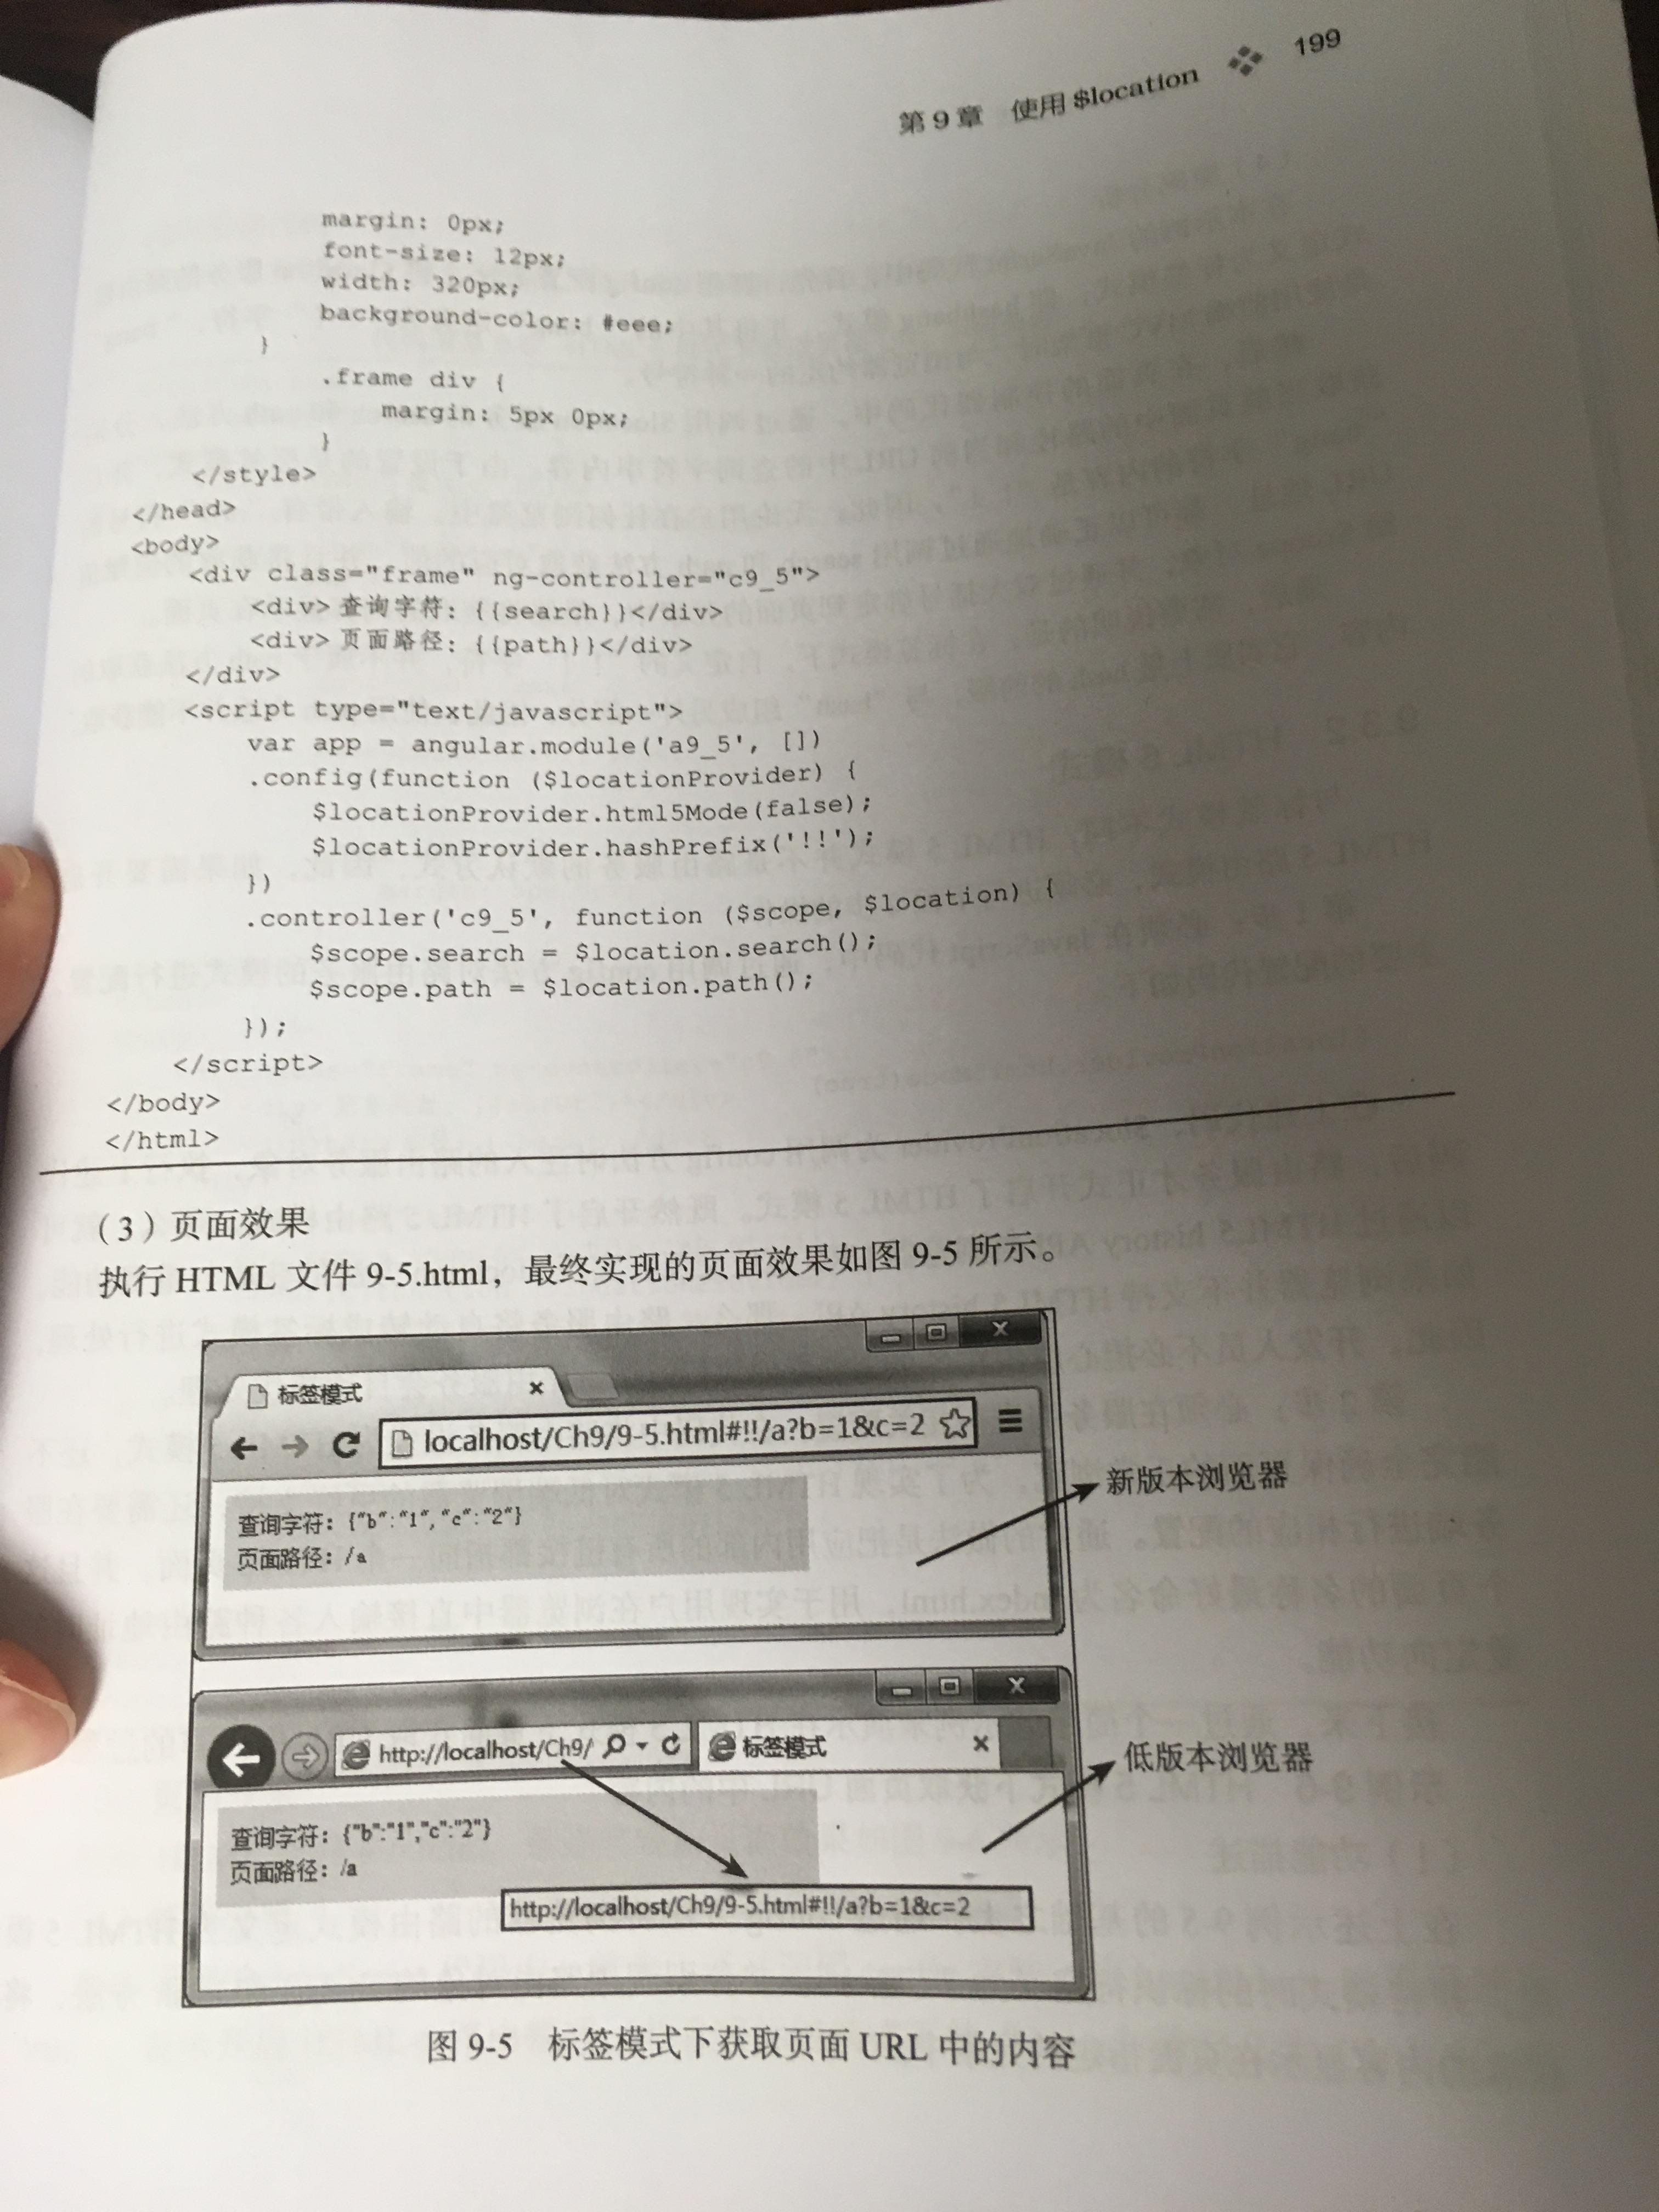 第 9 章 使用 $location 199
margin: 0px;
font-size: 12px;
width: 320px;
background-color: #eee;
}
.frame div {
margin: 5px 0px;
}
</style>
</head>
<body>
<div class="frame" ng-controller="c9_5">
<div> 查询字符: {{search}}</div>
<div> 页面路径: {{path}}</div>
</div>
<script type="text/javascript">
var app = angular.module('a9_5', [])
.config(function ($locationProvider) {
$locationProvider.html5Mode(false);
$locationProvider.hashPrefix('!!');
})
.controller('c9_5', function ($scope, $location) {
$scope.search = $location.search();
$scope.path = $location.path();
});
</script>
</body>
</html>
（3）页面效果
执行 HTML 文件 9-5.html，最终实现的页面效果如图 9-5 所示。
标签模式
localhost/Ch9/9-5.html#!!/a?b=1&c=2
新版本浏览器
查询字符：{"b":"1","c":"2"}
页面路径：/a
http://localhost/Ch9/ 标签模式
低版本浏览器
查询字符：{"b":"1","c":"2"}
页面路径：/a
http://localhost/Ch9/9-5.html#!!/a?b=1&c=2
图 9-5 标签模式下获取页面 URL 中的内容